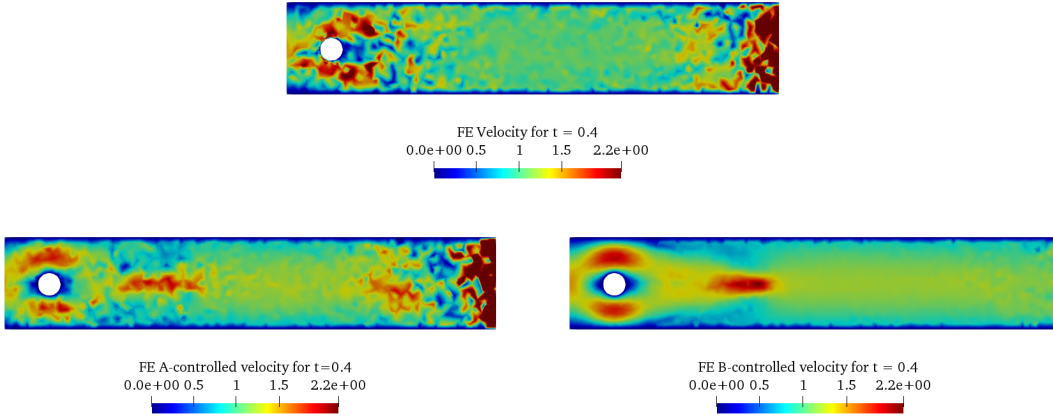 FE Velocity for t = 0.4
0.0e+00 0.5 1 1.5 2.2e+00
FE A-controlled velocity for t=0.4
0.0e+00 0.5 1 1.5 2.2e+00
FE B-controlled velocity for t = 0.4
0.0e+00 0.5 1 1.5 2.2e+00